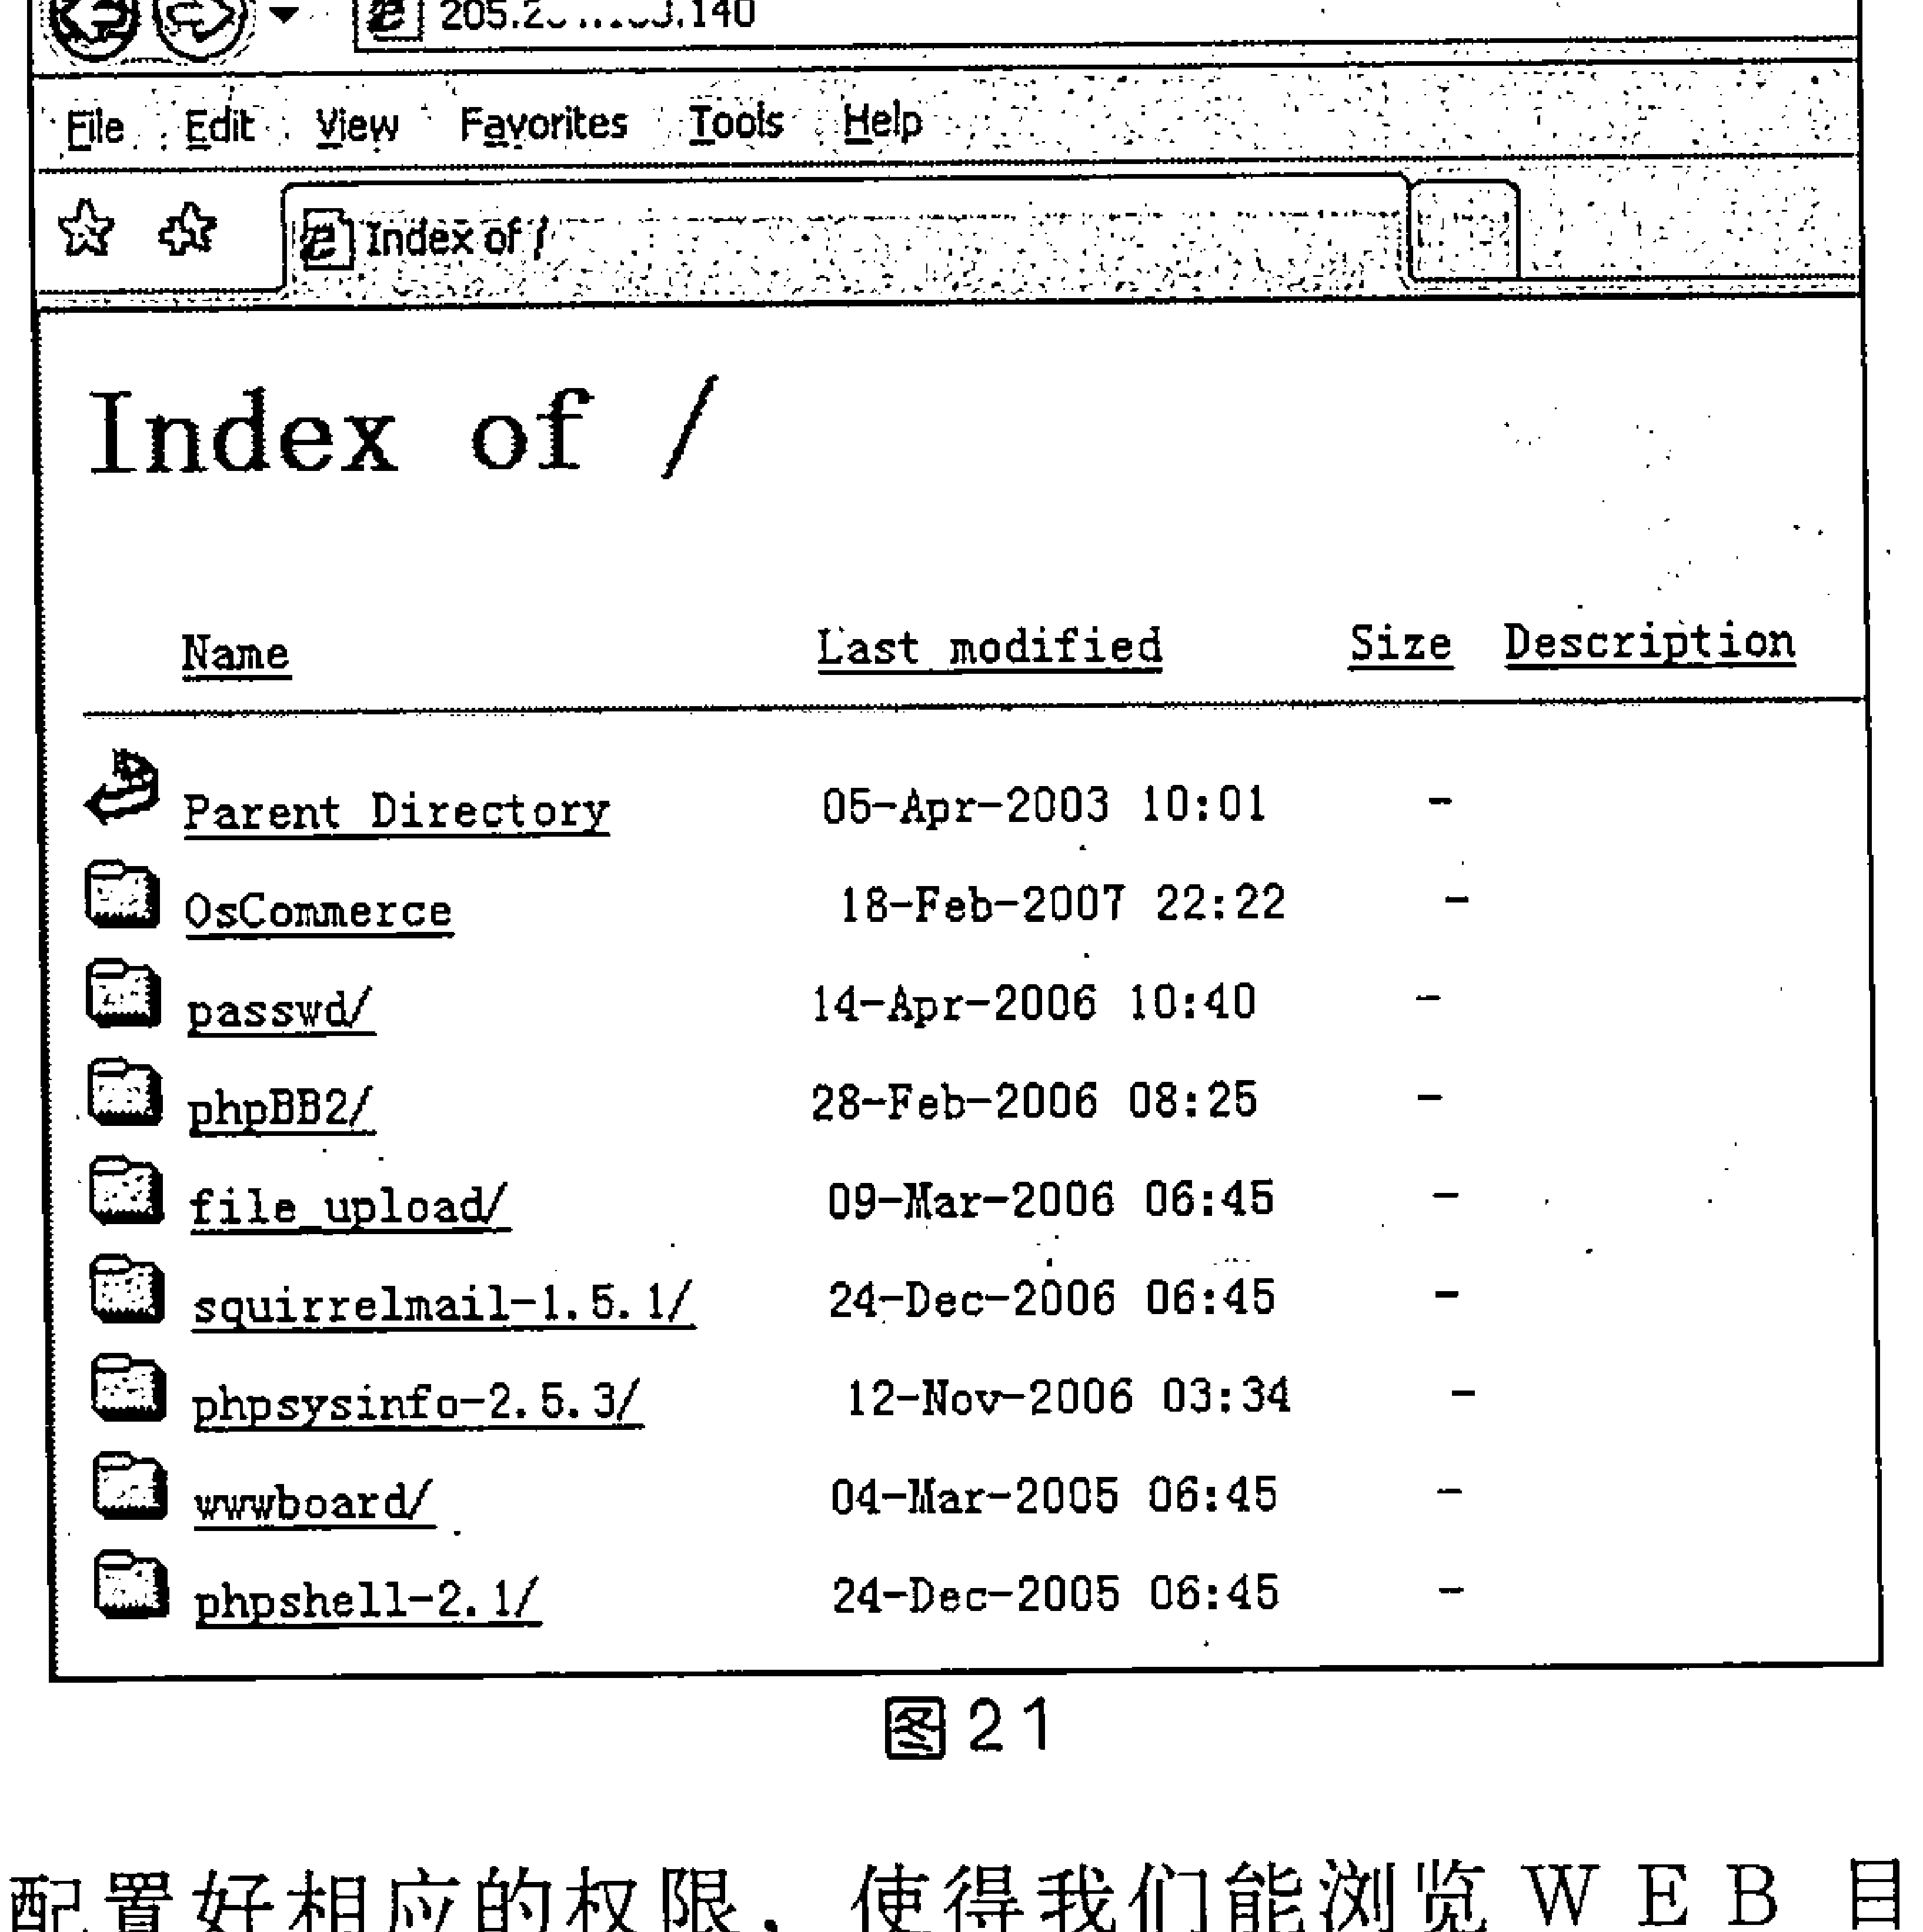 File Edit View Favorites Tools Help
Index of /
Index of /
Name Last modified Size Description
Parent Directory 05-Apr-2003 10:01 -
OsCommerce 18-Feb-2007 22:22 -
passwd/ 14-Apr-2006 10:40 -
phpBB2/ 28-Feb-2006 08:25 -
file_upload/ 09-Mar-2006 06:45 -
squirrelmail-1.5.1/ 24-Dec-2006 06:45 -
phpsysinfo-2.5.3/ 12-Nov-2006 03:34 -
wwwboard/ 04-Mar-2005 06:45 -
phpshell-2.1/ 24-Dec-2005 06:45 -
图21
配置好相应的权限，使得我们能浏览WEB目